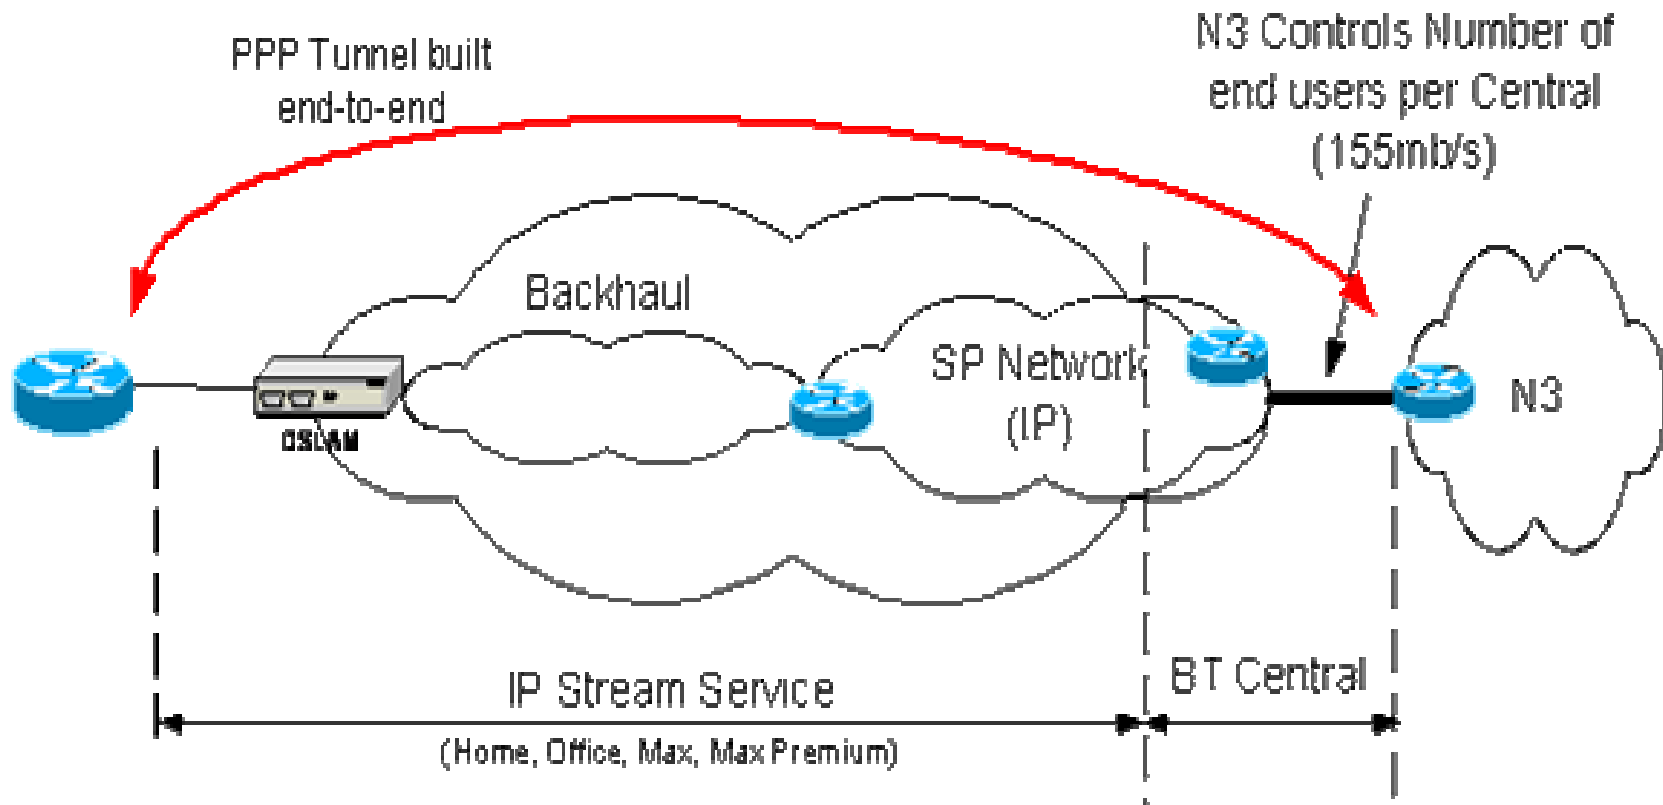 PPP Tunnel built
end-to-end
N3 Controls Number of
end users per Central
(155mb/s)
Backhaul
SP Network
(IP)
N3
DSLAM
IP Stream Service
(Home, Office, Max, Max Premium)
BT Central